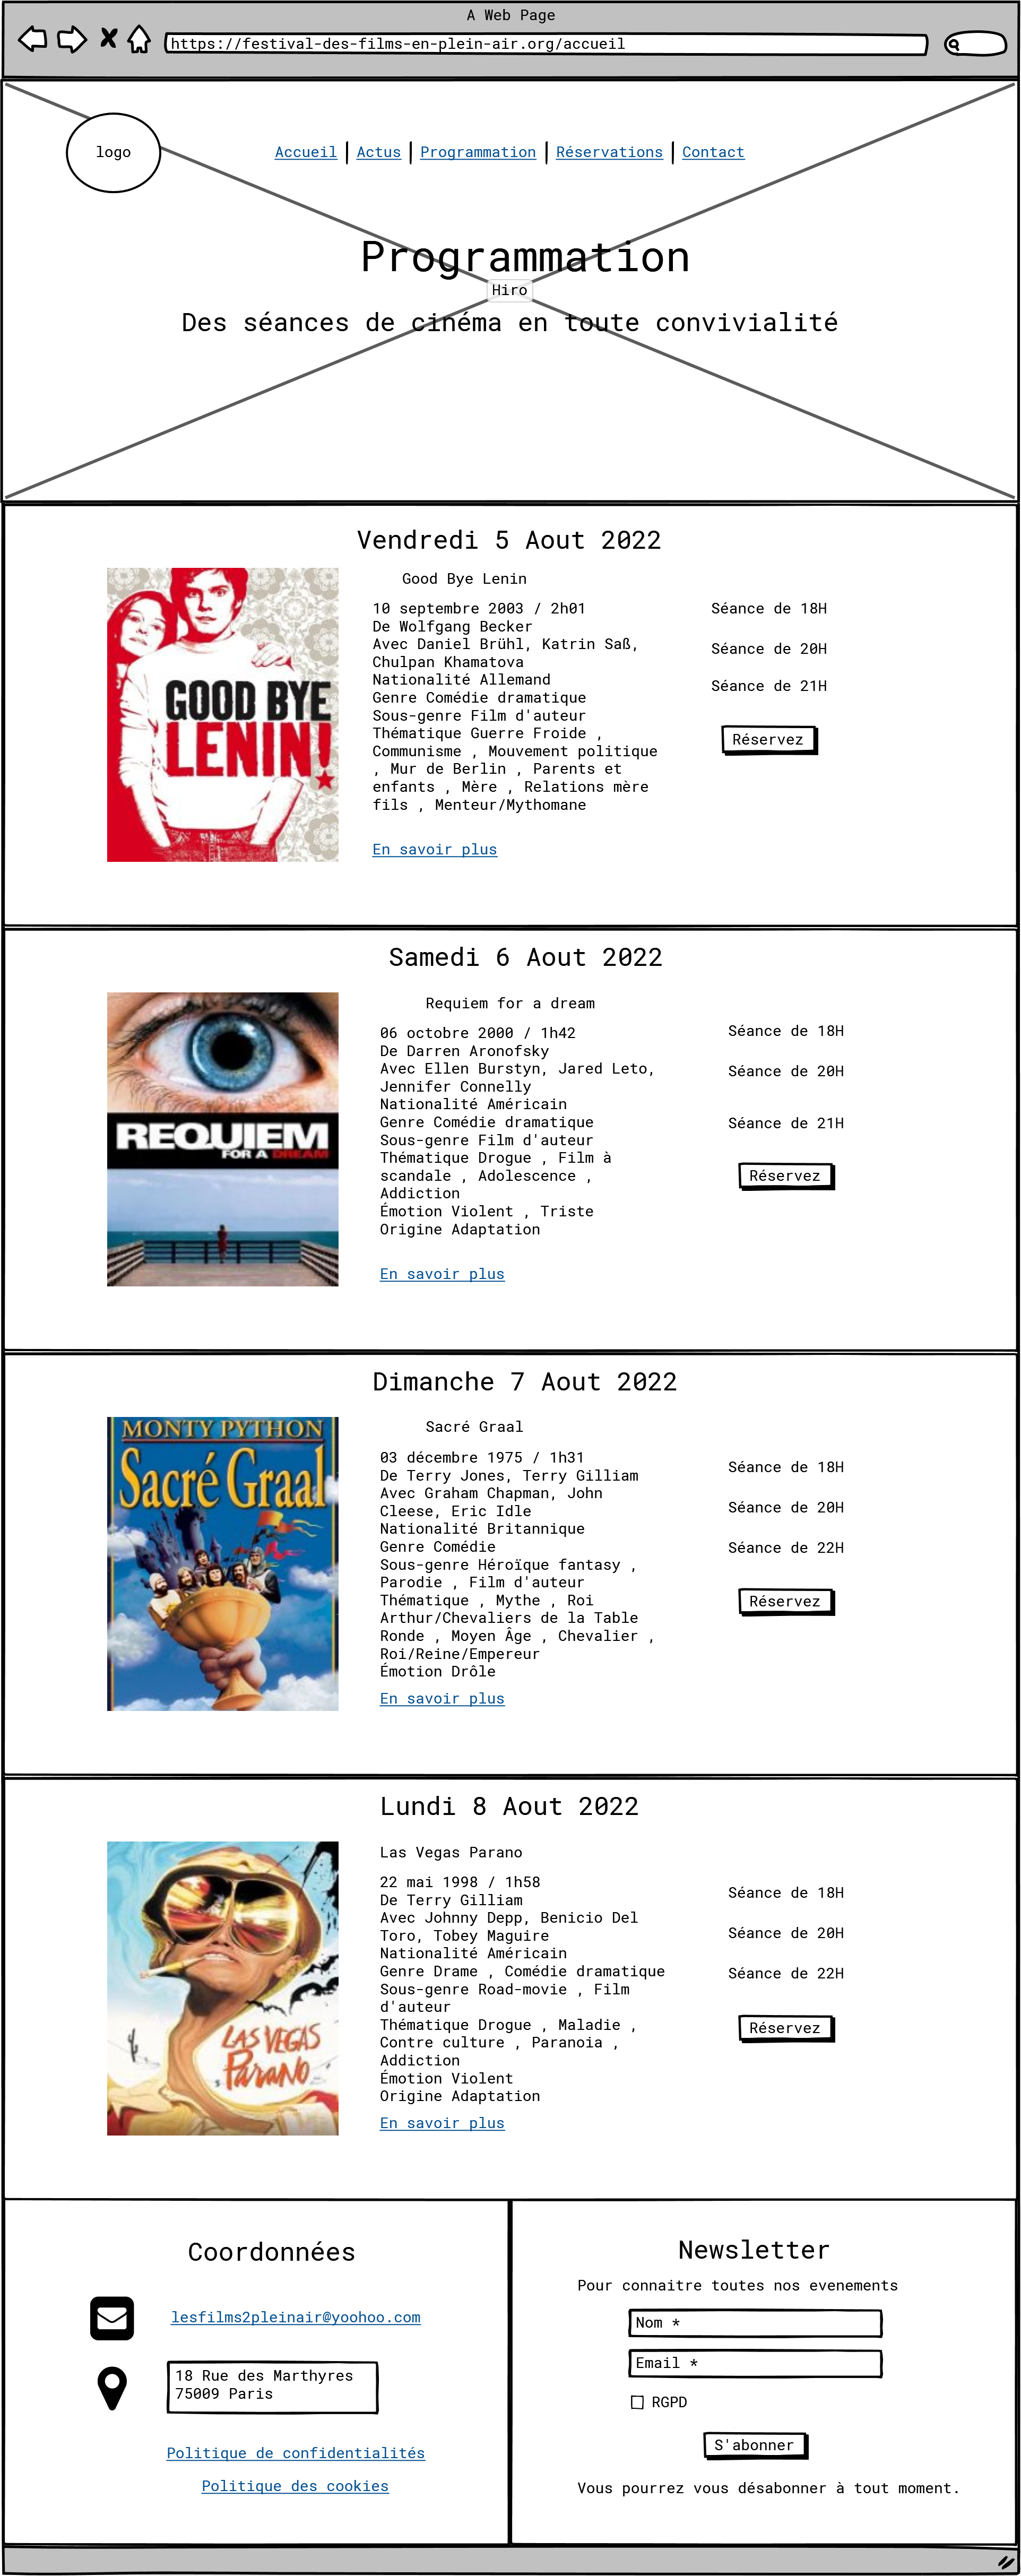 A Web Page
https://festival-des-films-en-plein-air.org/accueil
logo
Accueil | Actus | Programmation | Réservations | Contact
Programmation
Hiro
Des séances de cinéma en toute convivialité
Vendredi 5 Aout 2022
GOOD BYE
LENIN!
Good Bye Lenin
10 septembre 2003 / 2h01
De Wolfgang Becker
Avec Daniel Brühl, Katrin Saß,
Chulpan Khamatova
Nationalité Allemand
Genre Comédie dramatique
Sous-genre Film d'auteur
Thématique Guerre Froide ,
Communisme , Mouvement politique
, Mur de Berlin , Parents et
enfants , Mère , Relations mère
fils , Menteur/Mythomane
En savoir plus
Séance de 18H
Séance de 20H
Séance de 21H
Réservez
Samedi 6 Aout 2022
REQUIEM
FOR A DREAM
Requiem for a dream
06 octobre 2000 / 1h42
De Darren Aronofsky
Avec Ellen Burstyn, Jared Leto,
Jennifer Connelly
Nationalité Américain
Genre Comédie dramatique
Sous-genre Film d'auteur
Thématique Drogue , Film à
scandale , Adolescence ,
Addiction
Émotion Violent , Triste
Origine Adaptation
En savoir plus
Séance de 18H
Séance de 20H
Séance de 21H
Réservez
Dimanche 7 Aout 2022
MONTY PYTHON
Sacré Graal
Sacré Graal
03 décembre 1975 / 1h31
De Terry Jones, Terry Gilliam
Avec Graham Chapman, John
Cleese, Eric Idle
Nationalité Britannique
Genre Comédie
Sous-genre Héroïque fantasy ,
Parodie , Film d'auteur
Thématique , Mythe , Roi
Arthur/Chevaliers de la Table
Ronde , Moyen Âge , Chevalier ,
Roi/Reine/Empereur
Émotion Drôle
En savoir plus
Séance de 18H
Séance de 20H
Séance de 22H
Réservez
Lundi 8 Aout 2022
LAS VEGAS
PARANO
Las Vegas Parano
22 mai 1998 / 1h58
De Terry Gilliam
Avec Johnny Depp, Benicio Del
Toro, Tobey Maguire
Nationalité Américain
Genre Drame , Comédie dramatique
Sous-genre Road-movie , Film
d'auteur
Thématique Drogue , Maladie ,
Contre culture , Paranoia ,
Addiction
Émotion Violent
Origine Adaptation
En savoir plus
Séance de 18H
Séance de 20H
Séance de 22H
Réservez
Coordonnées
lesfilms2pleinair@yoohoo.com
18 Rue des Marthyres
75009 Paris
Politique de confidentialités
Politique des cookies
Newsletter
Pour connaitre toutes nos evenements
Nom *
Email *
RGPD
S'abonner
Vous pourrez vous désabonner à tout moment.